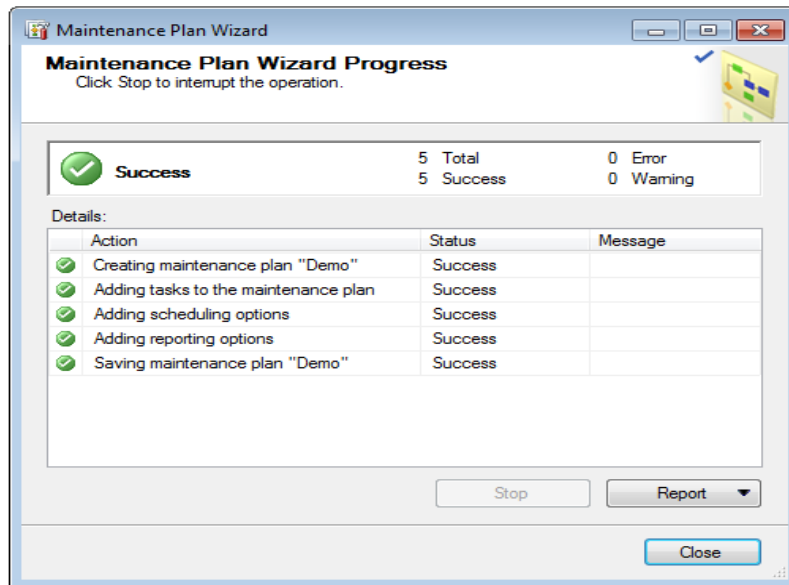 Maintenance Plan Wizard
Maintenance Plan Wizard Progress
Click Stop to interrupt the operation.
Success 5 Total 0 Error
5 Success 0 Warning
Details:
Action Status Message
Creating maintenance plan "Demo" Success
Adding tasks to the maintenance plan Success
Adding scheduling options Success
Adding reporting options Success
Saving maintenance plan "Demo" Success
Stop Report
Close